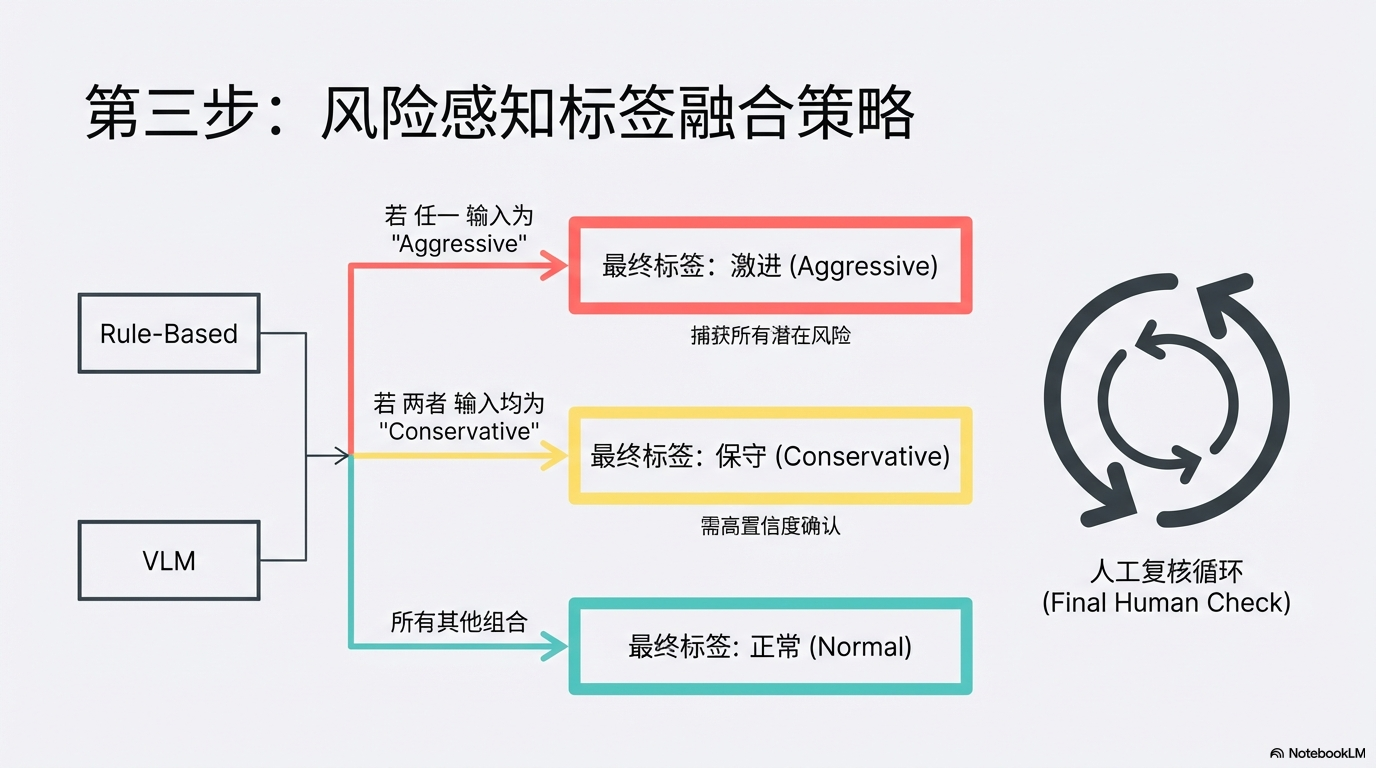 第三步：风险感知标签融合策略
Rule-Based
VLM
若 任一 输入为
"Aggressive"
最终标签：激进 (Aggressive)
捕获所有潜在风险
若 两者 输入均为
"Conservative"
最终标签：保守 (Conservative)
需高置信度确认
所有其他组合
最终标签：正常 (Normal)
人工复核循环
(Final Human Check)
NotebookLM